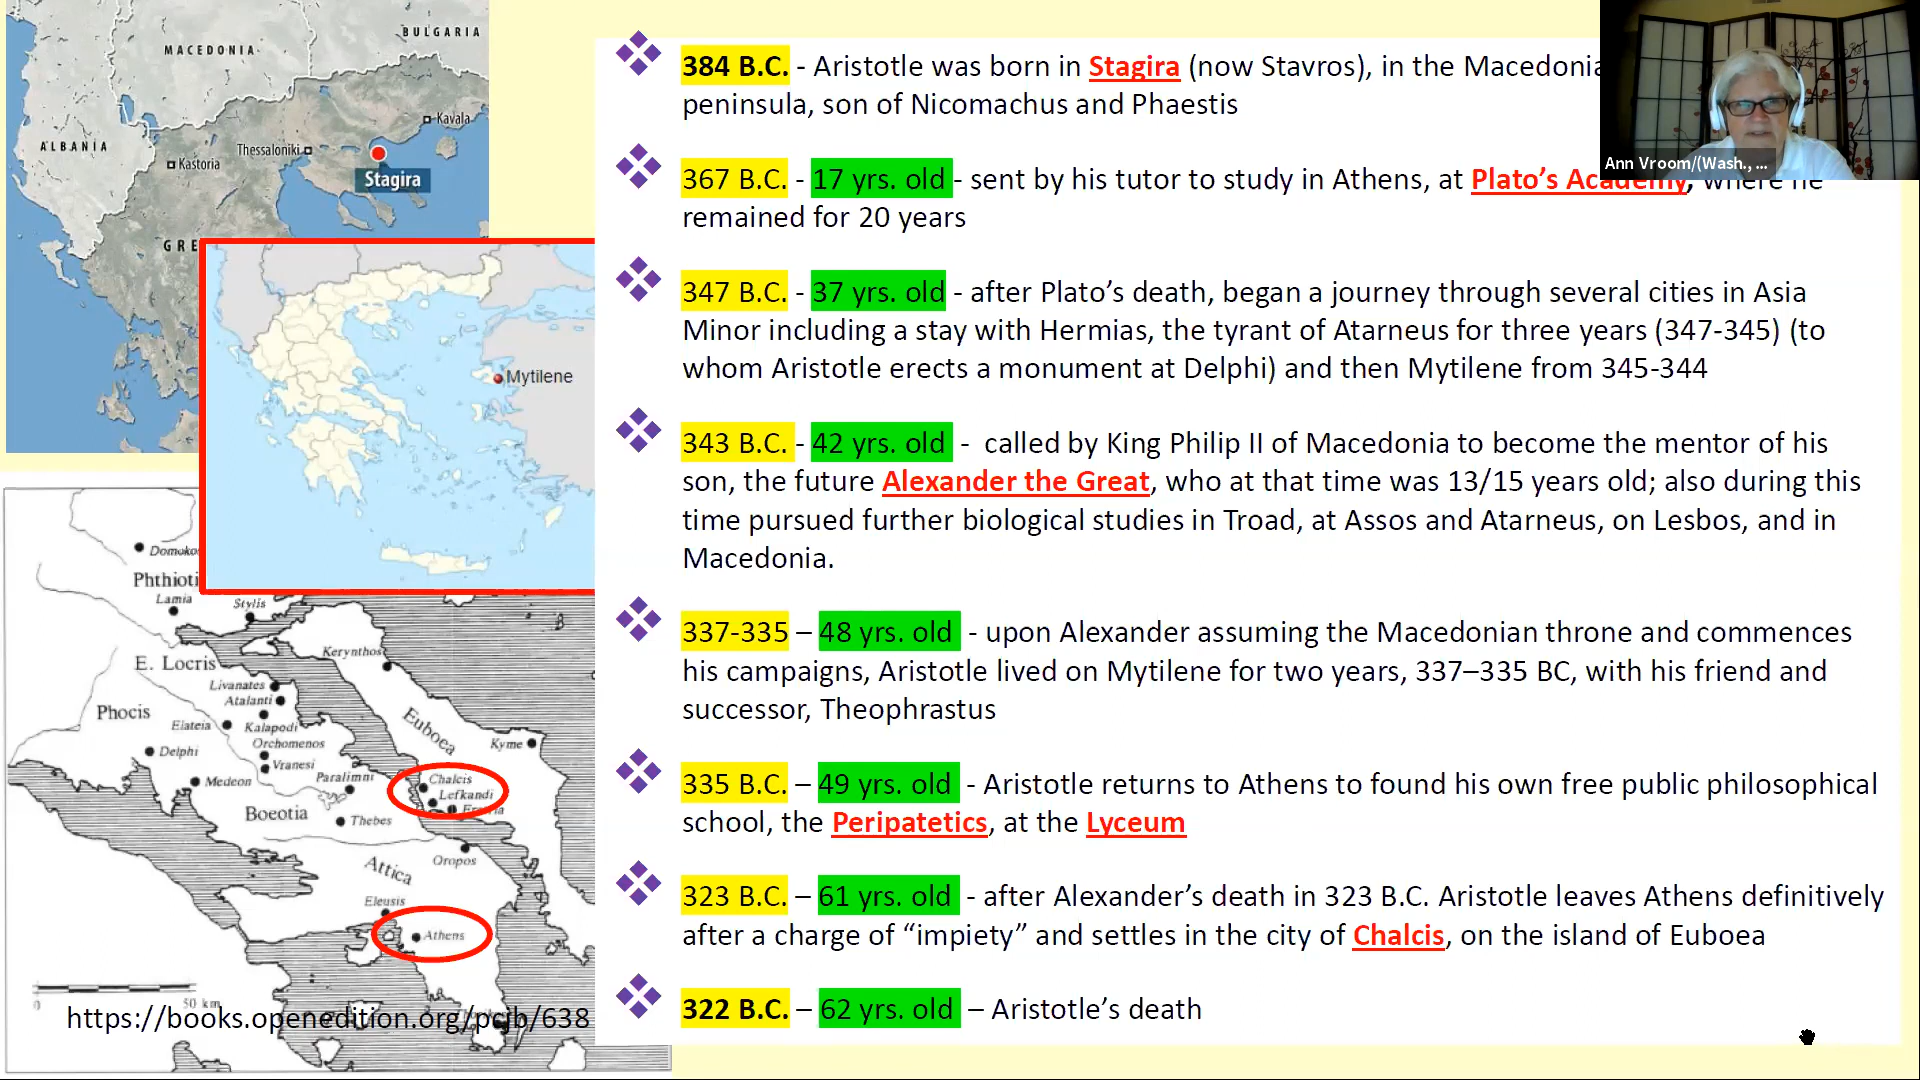 MACEDONIA
BULGARIA
ALBANIA
Kavala
Thessaloniki
Kastoria
Stagira
GRE
Mytilene
Domoko
Phthioti
Lamia
Stylis
E. Locris
Kerynthos
Livanates
Atalanti
Phocis
Elateia
Kalapodi
Euboea
Orchomenos
Kyme
Delphi
Vranesi
Medeon
Paralimni
Chalcis
Lefkandi
Boeotia
Thebes
Oropos
Attica
Eleusis
Athens
0
50 km
https://books.openedition.org/pcjb/638
384 B.C. - Aristotle was born in Stagira (now Stavros), in the Macedonia
peninsula, son of Nicomachus and Phaestis
367 B.C. - 17 yrs. old - sent by his tutor to study in Athens, at Plato’s Academy, where he
remained for 20 years
347 B.C. - 37 yrs. old - after Plato’s death, began a journey through several cities in Asia
Minor including a stay with Hermias, the tyrant of Atarneus for three years (347-345) (to
whom Aristotle erects a monument at Delphi) and then Mytilene from 345-344
343 B.C. - 42 yrs. old - called by King Philip II of Macedonia to become the mentor of his
son, the future Alexander the Great, who at that time was 13/15 years old; also during this
time pursued further biological studies in Troad, at Assos and Atarneus, on Lesbos, and in
Macedonia.
337-335 – 48 yrs. old - upon Alexander assuming the Macedonian throne and commences
his campaigns, Aristotle lived on Mytilene for two years, 337–335 BC, with his friend and
successor, Theophrastus
335 B.C. – 49 yrs. old - Aristotle returns to Athens to found his own free public philosophical
school, the Peripatetics, at the Lyceum
323 B.C. – 61 yrs. old - after Alexander’s death in 323 B.C. Aristotle leaves Athens definitively
after a charge of “impiety” and settles in the city of Chalcis, on the island of Euboea
322 B.C. – 62 yrs. old – Aristotle’s death
Ann Vroom/(Wash., ...